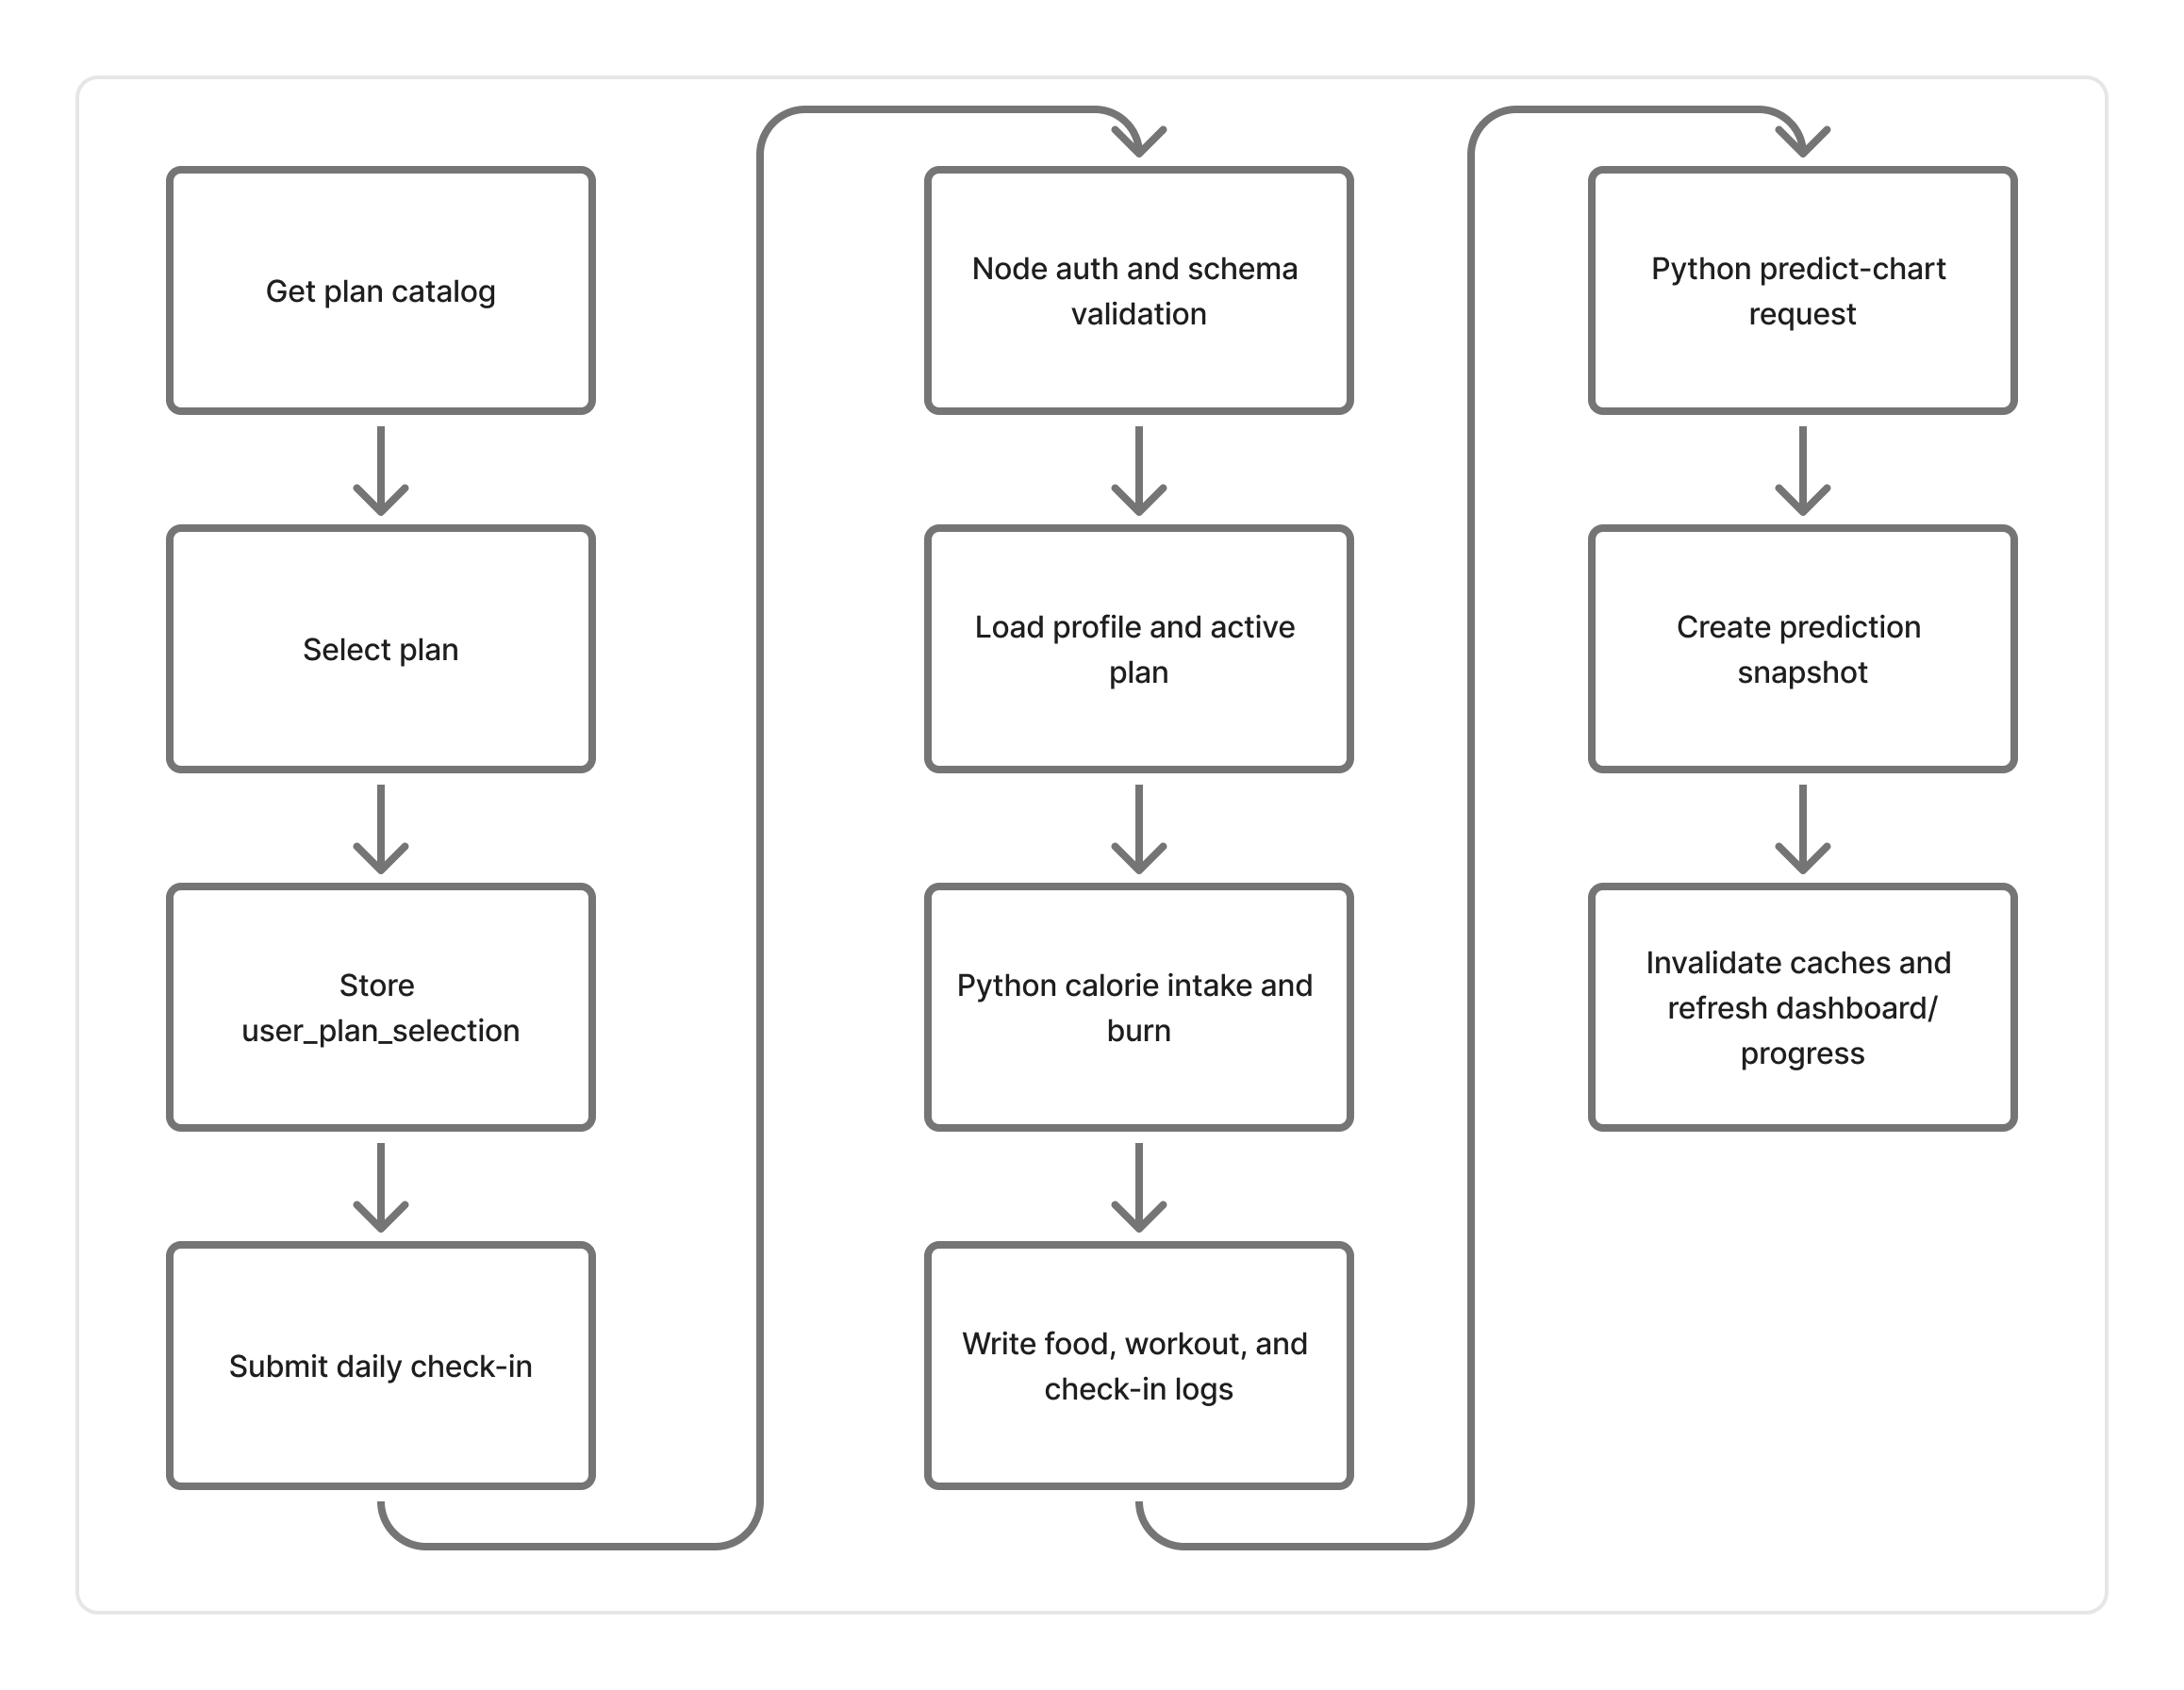 Get plan catalog
Select plan
Store
user_plan_selection
Submit daily check-in
Node auth and schema
validation
Load profile and active
plan
Python calorie intake and
burn
Write food, workout, and
check-in logs
Python predict-chart
request
Create prediction
snapshot
Invalidate caches and
refresh dashboard/
progress